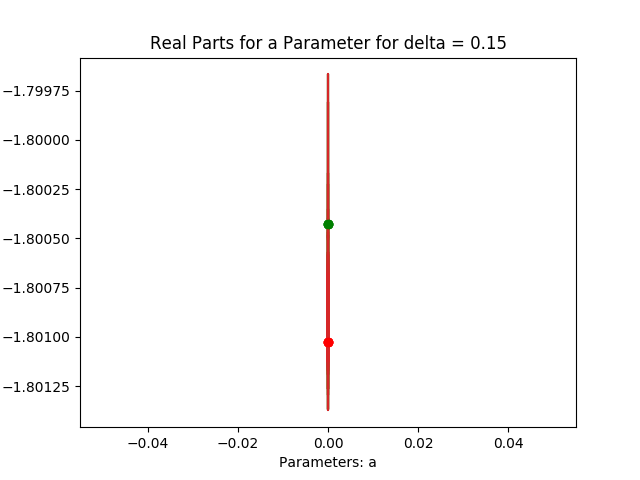 Real Parts for a Parameter for delta = 0.15
−1.79975
−1.80000
−1.80025
−1.80050
−1.80075
−1.80100
−1.80125
−0.04 −0.02 0.00 0.02 0.04
Parameters: a